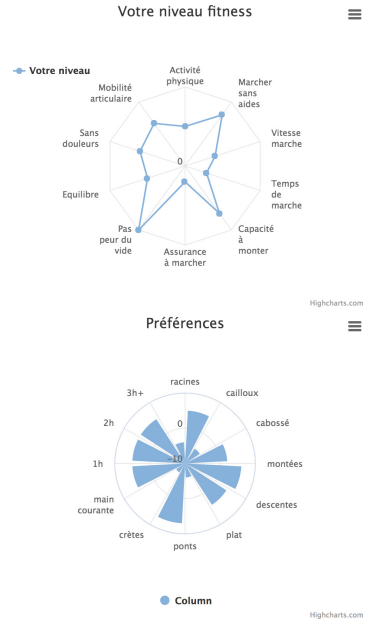 Votre niveau fitness
Votre niveau
Activité
physique
Marcher
sans
aides
Vitesse
marche
Temps
de
marche
Capacité
à
monter
Assurance
à marcher
Pas
peur du
vide
Equilibre
Sans
douleurs
Mobilité
articulaire
0
Highcharts.com
Préférences
racines
cailloux
cabossé
montées
descentes
plat
ponts
crètes
main
courante
1h
2h
3h+
0
-10
Column
Highcharts.com